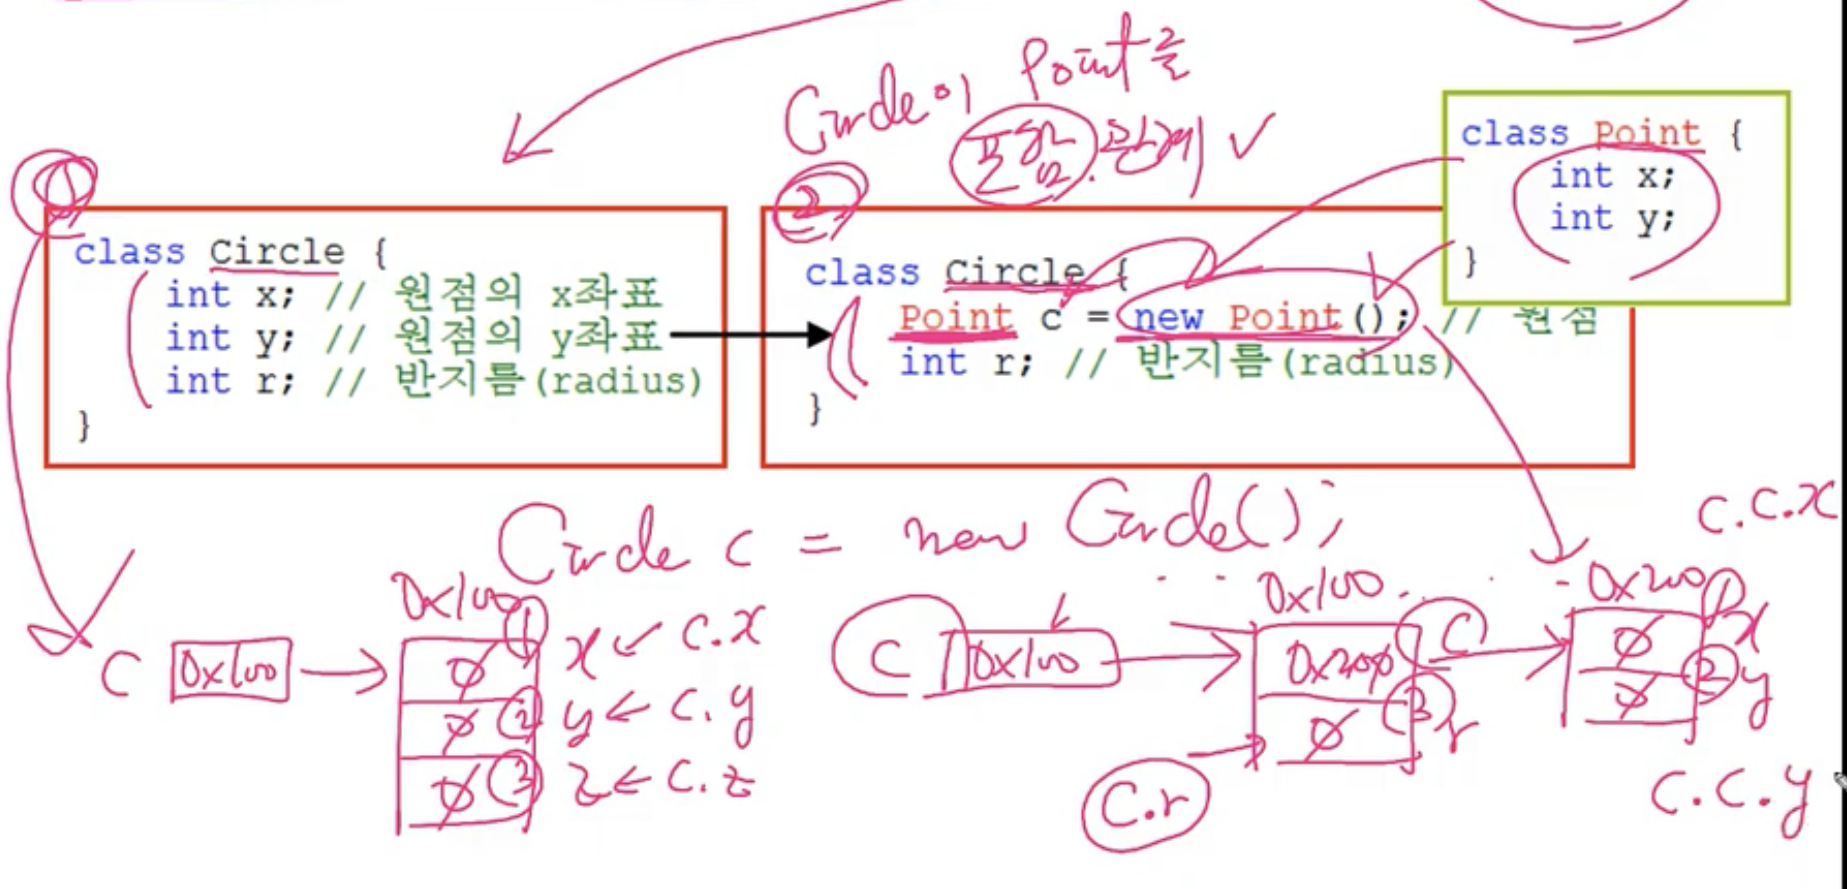 Circle이 Point를
포함 관계 ✓
①
②
class Point {
int x;
int y;
}
class Circle {
int x; // 원점의 x좌표
int y; // 원점의 y좌표
int r; // 반지름(radius)
}
class Circle {
Point c = new Point(); // 원점
int r; // 반지름(radius)
}
Circle c = new Circle();
c.c.x
C 0x100
0x100
0 ① x ← c.x
0 ② y ← c.y
0 ③ z ← c.z
C 0x100
0x100
0x200 C
0 ③ r
C.r
0x200
0 ① x
0 ② y
c.c.y